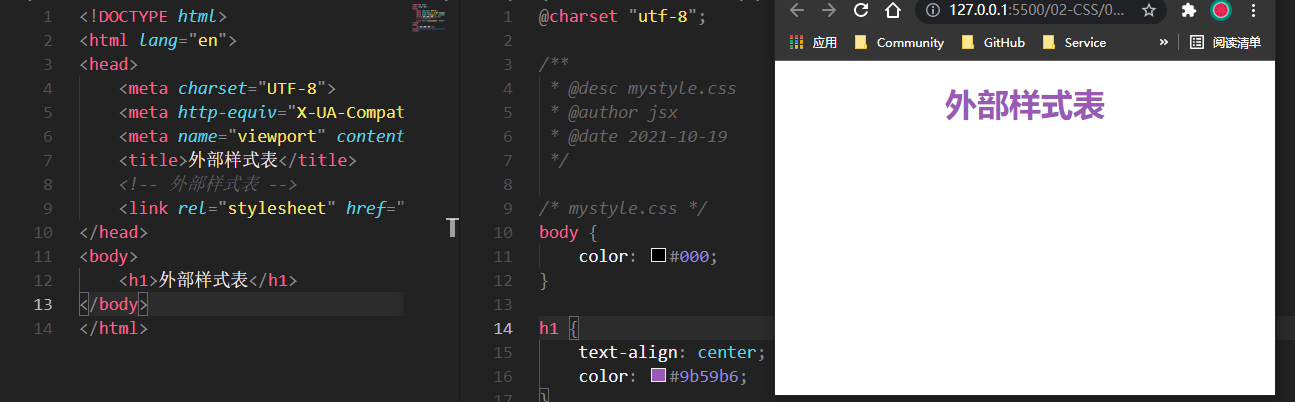 1 <!DOCTYPE html>
2 <html lang="en">
3 <head>
4 <meta charset="UTF-8">
5 <meta http-equiv="X-UA-Compat
6 <meta name="viewport" content
7 <title>外部样式表</title>
8 <!-- 外部样式表 -->
9 <link rel="stylesheet" href="
10 </head>
11 <body>
12 <h1>外部样式表</h1>
13 </body>
14 </html>
1 @charset "utf-8";
2
3 /**
4 * @desc mystyle.css
5 * @author jsx
6 * @date 2021-10-19
7 */
8
9 /* mystyle.css */
10 body {
11 color: #000;
12 }
13
14 h1 {
15 text-align: center;
16 color: #9b59b6;
17 }
127.0.0.1:5500/02-CSS/0...
应用 Community GitHub Service » 阅读清单
外部样式表